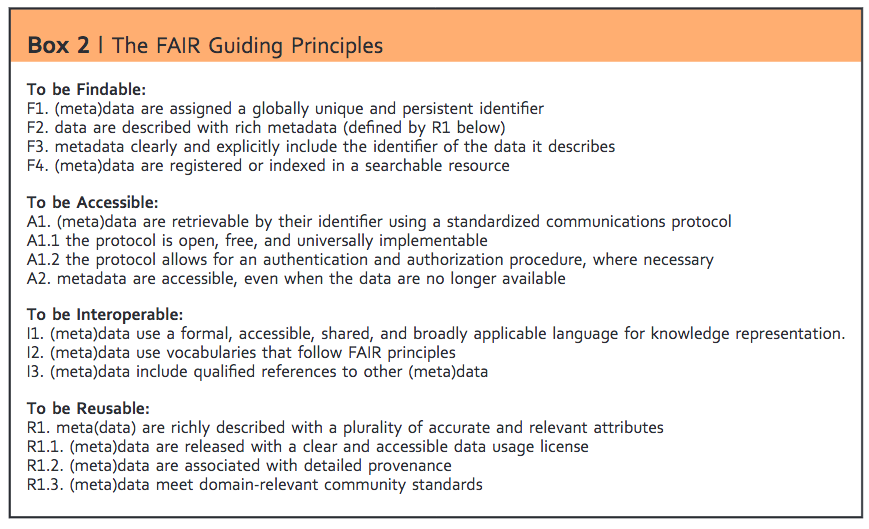 Box 2 | The FAIR Guiding Principles
To be Findable:
F1. (meta)data are assigned a globally unique and persistent identifier
F2. data are described with rich metadata (defined by R1 below)
F3. metadata clearly and explicitly include the identifier of the data it describes
F4. (meta)data are registered or indexed in a searchable resource
To be Accessible:
A1. (meta)data are retrievable by their identifier using a standardized communications protocol
A1.1 the protocol is open, free, and universally implementable
A1.2 the protocol allows for an authentication and authorization procedure, where necessary
A2. metadata are accessible, even when the data are no longer available
To be Interoperable:
I1. (meta)data use a formal, accessible, shared, and broadly applicable language for knowledge representation.
I2. (meta)data use vocabularies that follow FAIR principles
I3. (meta)data include qualified references to other (meta)data
To be Reusable:
R1. meta(data) are richly described with a plurality of accurate and relevant attributes
R1.1. (meta)data are released with a clear and accessible data usage license
R1.2. (meta)data are associated with detailed provenance
R1.3. (meta)data meet domain-relevant community standards